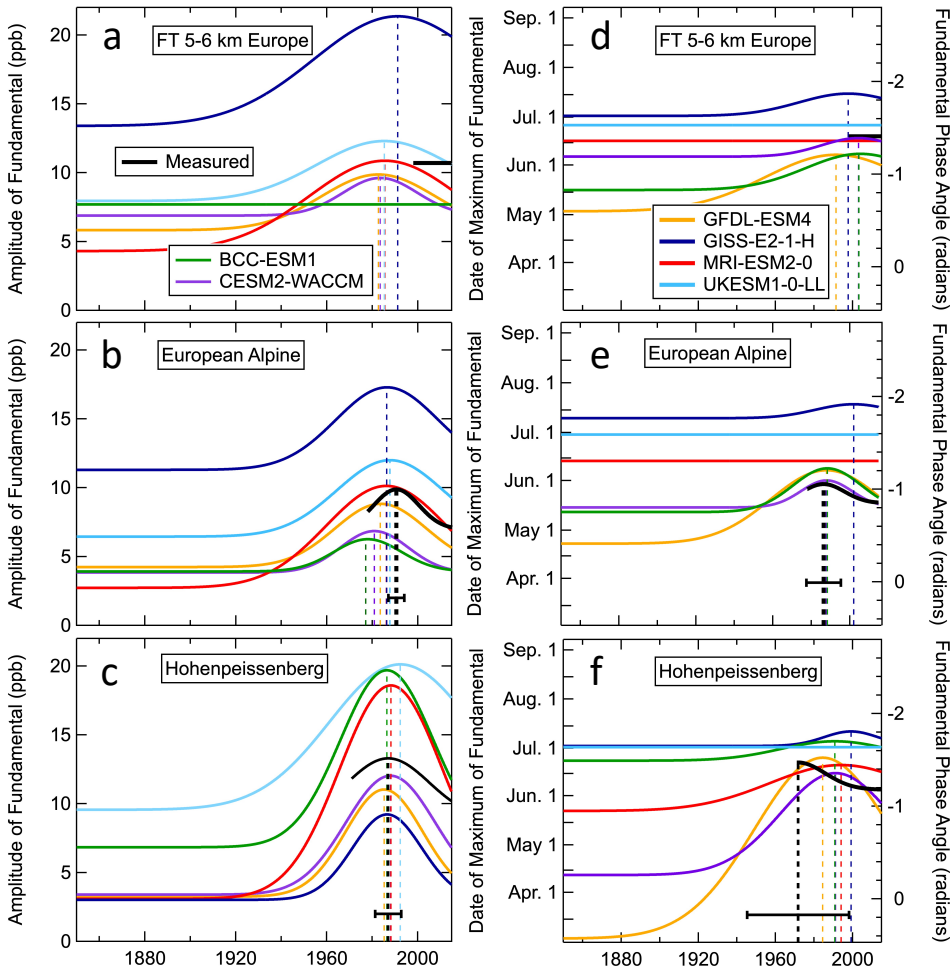 a
FT 5-6 km Europe
Measured
BCC-ESM1
CESM2-WACCM
Amplitude of Fundamental (ppb)
20
15
10
5
0
d
FT 5-6 km Europe
GFDL-ESM4
GISS-E2-1-H
MRI-ESM2-0
UKESM1-0-LL
Date of Maximum of Fundamental
Sep. 1
Aug. 1
Jul. 1
Jun. 1
May 1
Apr. 1
Fundamental Phase Angle (radians)
-2
-1
0
b
European Alpine
Amplitude of Fundamental (ppb)
20
15
10
5
0
e
European Alpine
Date of Maximum of Fundamental
Sep. 1
Aug. 1
Jul. 1
Jun. 1
May 1
Apr. 1
Fundamental Phase Angle (radians)
-2
-1
0
c
Hohenpeissenberg
Amplitude of Fundamental (ppb)
20
15
10
5
0
1880
1920
1960
2000
f
Hohenpeissenberg
Date of Maximum of Fundamental
Sep. 1
Aug. 1
Jul. 1
Jun. 1
May 1
Apr. 1
Fundamental Phase Angle (radians)
-2
-1
0
1880
1920
1960
2000